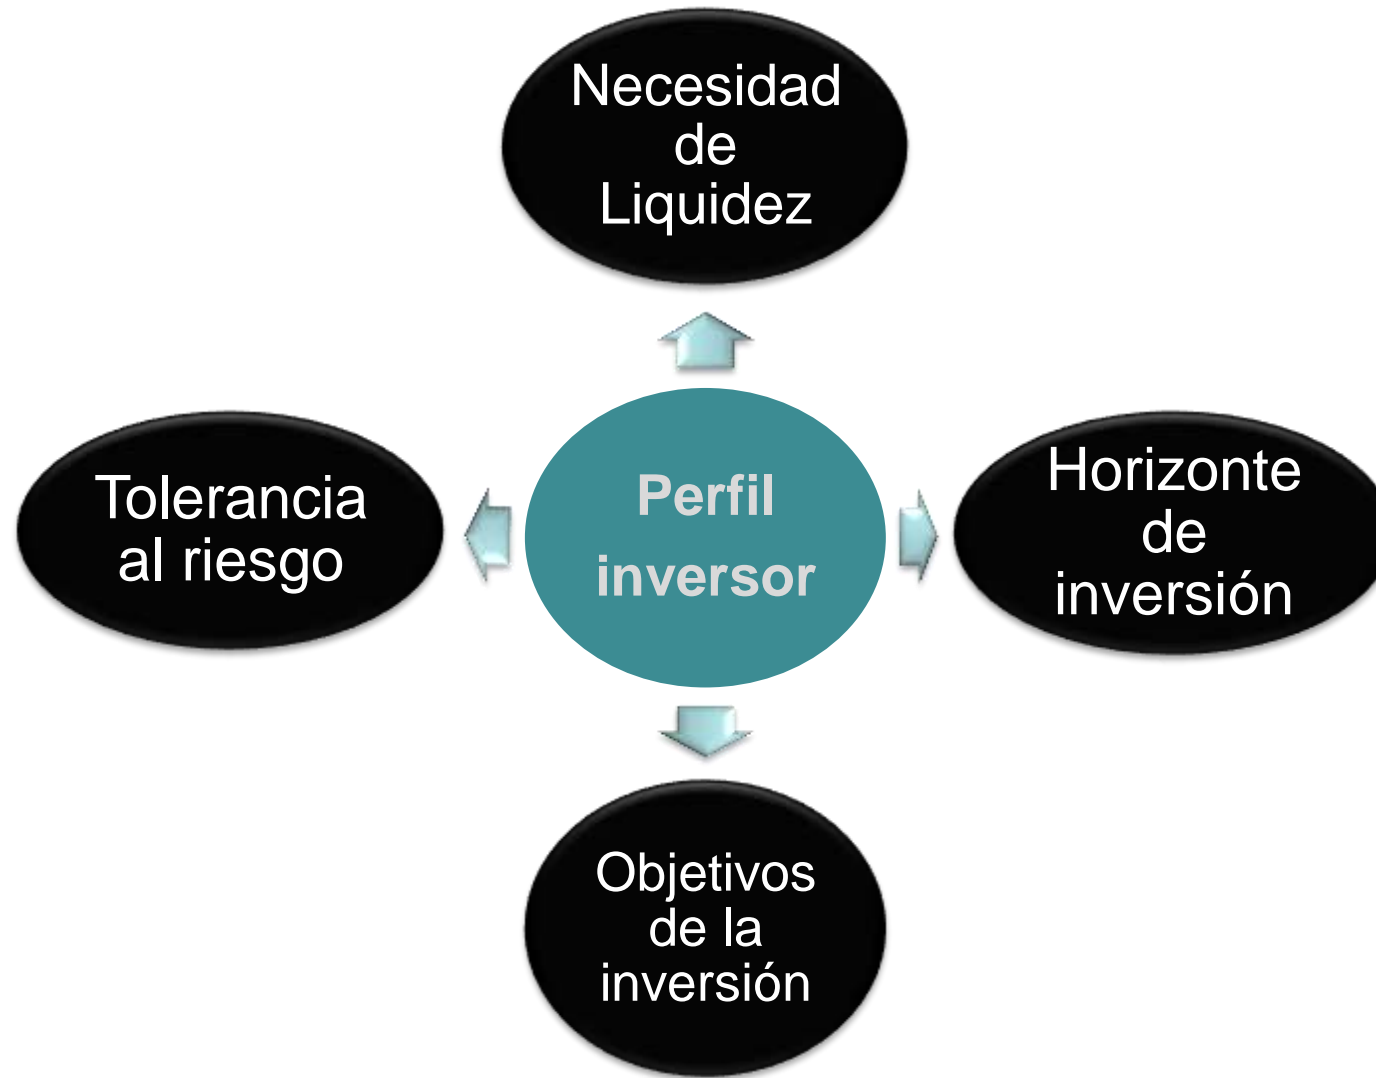 Necesidad
de
Liquidez
Tolerancia
al riesgo
Perfil
inversor
Horizonte
de
inversión
Objetivos
de la
inversión